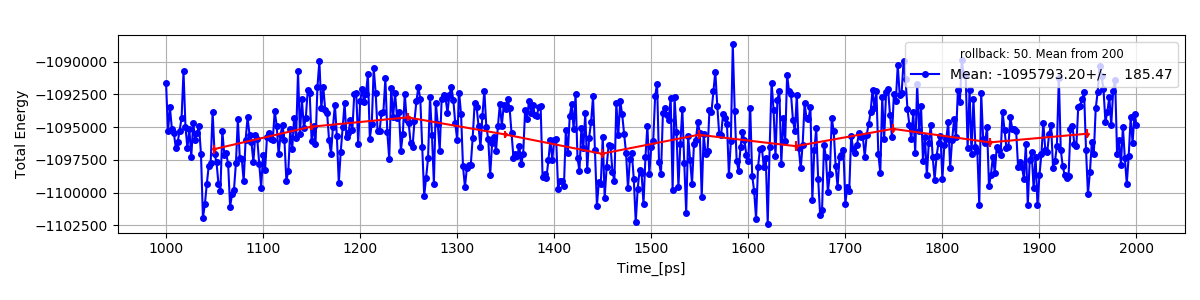 rollback: 50. Mean from 200
Mean: -1095793.20+/- 185.47
Total Energy
−1090000
−1092500
−1095000
−1097500
−1100000
−1102500
1000 1100 1200 1300 1400 1500 1600 1700 1800 1900 2000
Time_[ps]